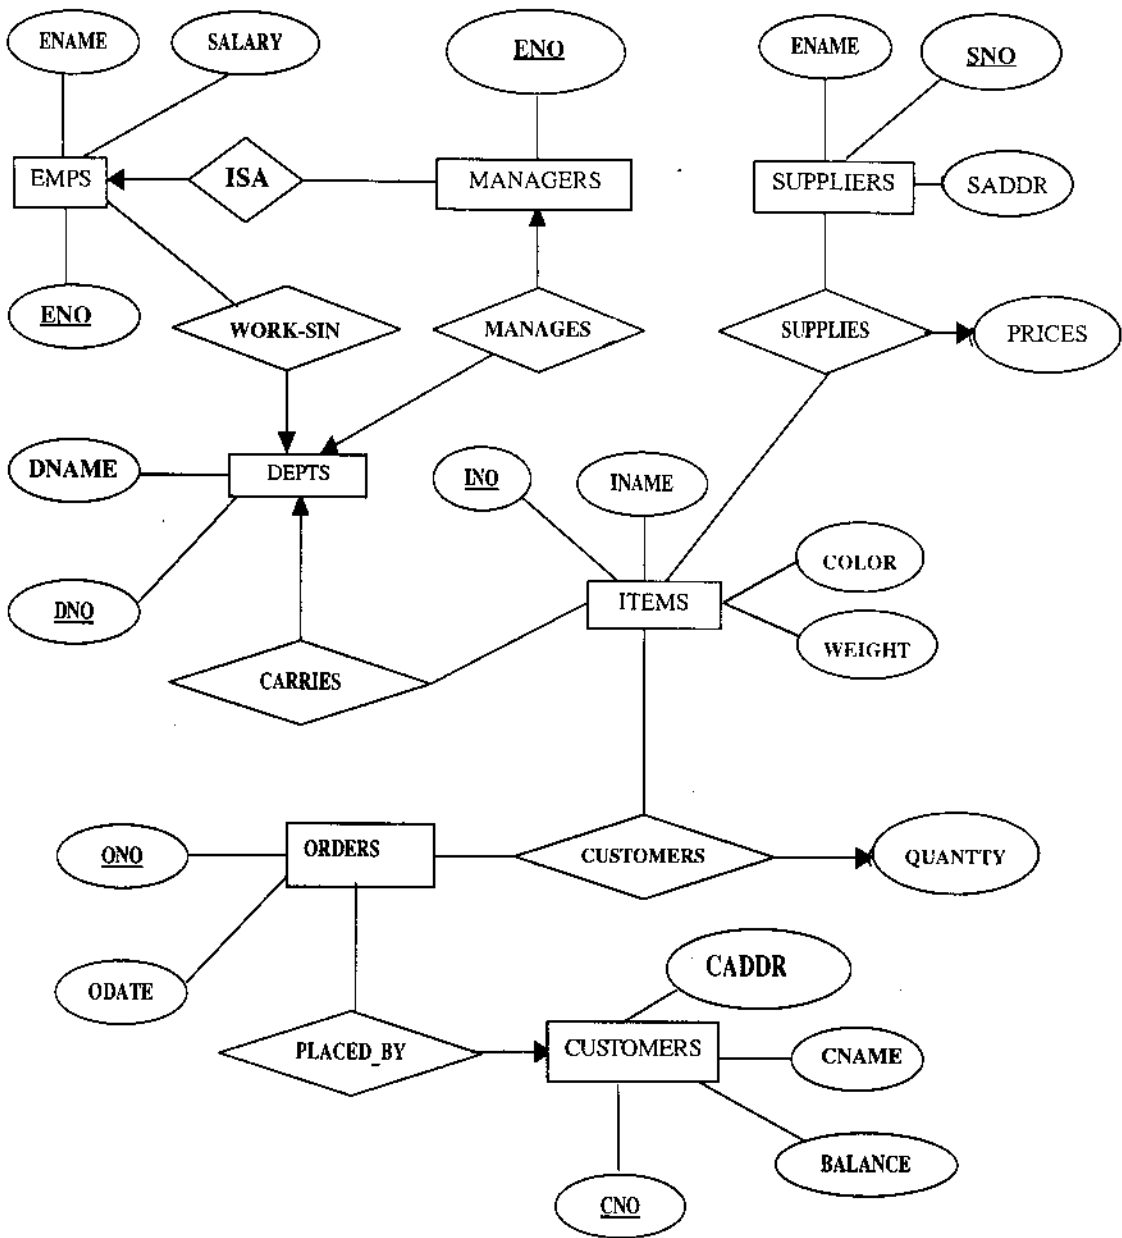 ENAME
SALARY
ENO
ENAME
SNO
EMPS
ISA
MANAGERS
SUPPLIERS
SADDR
ENO
WORK-SIN
MANAGES
SUPPLIES
PRICES
DNAME
DEPTS
INO
INAME
COLOR
DNO
ITEMS
WEIGHT
CARRIES
ONO
ORDERS
CUSTOMERS
QUANTTY
ODATE
CADDR
PLACED_BY
CUSTOMERS
CNAME
BALANCE
CNO